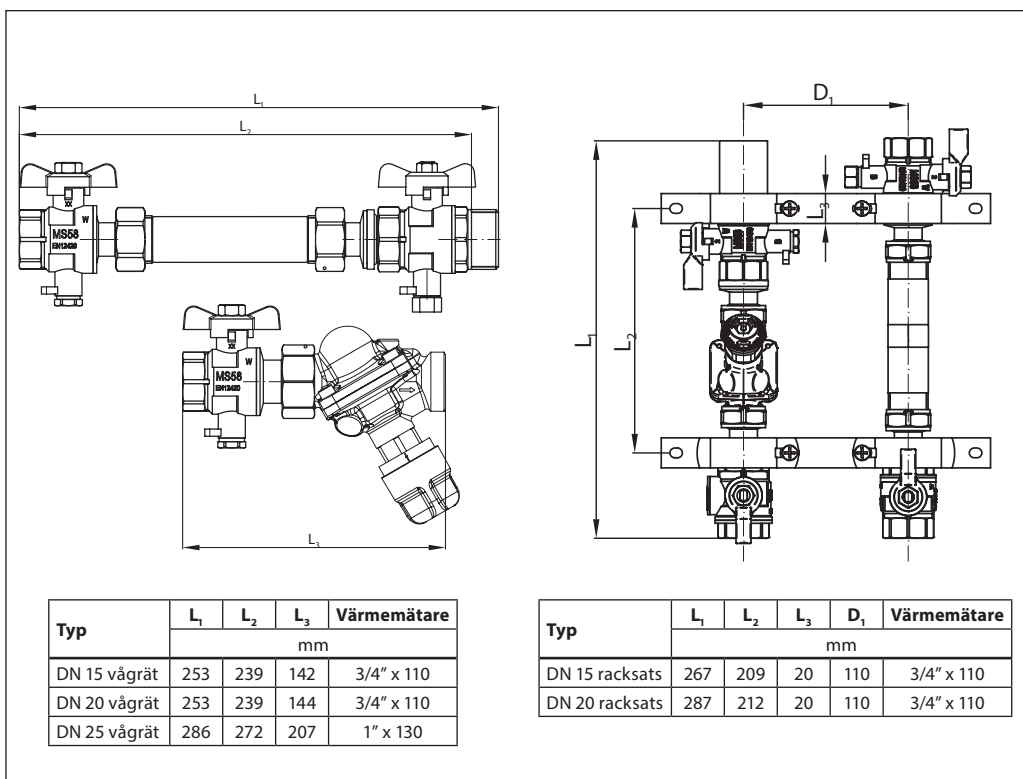 L₁
L₂
XX
W
MS58
EN12420
XX
W
MS58
EN12420
L₃
D₁
L₃
L₁
L₂
Typ L₁ L₂ L₃ Värmemätare
mm
DN 15 vågrät 253 239 142 3/4” x 110
DN 20 vågrät 253 239 144 3/4” x 110
DN 25 vågrät 286 272 207 1” x 130
Typ L₁ L₂ L₃ D₁ Värmemätare
mm
DN 15 racksats 267 209 20 110 3/4” x 110
DN 20 racksats 287 212 20 110 3/4” x 110